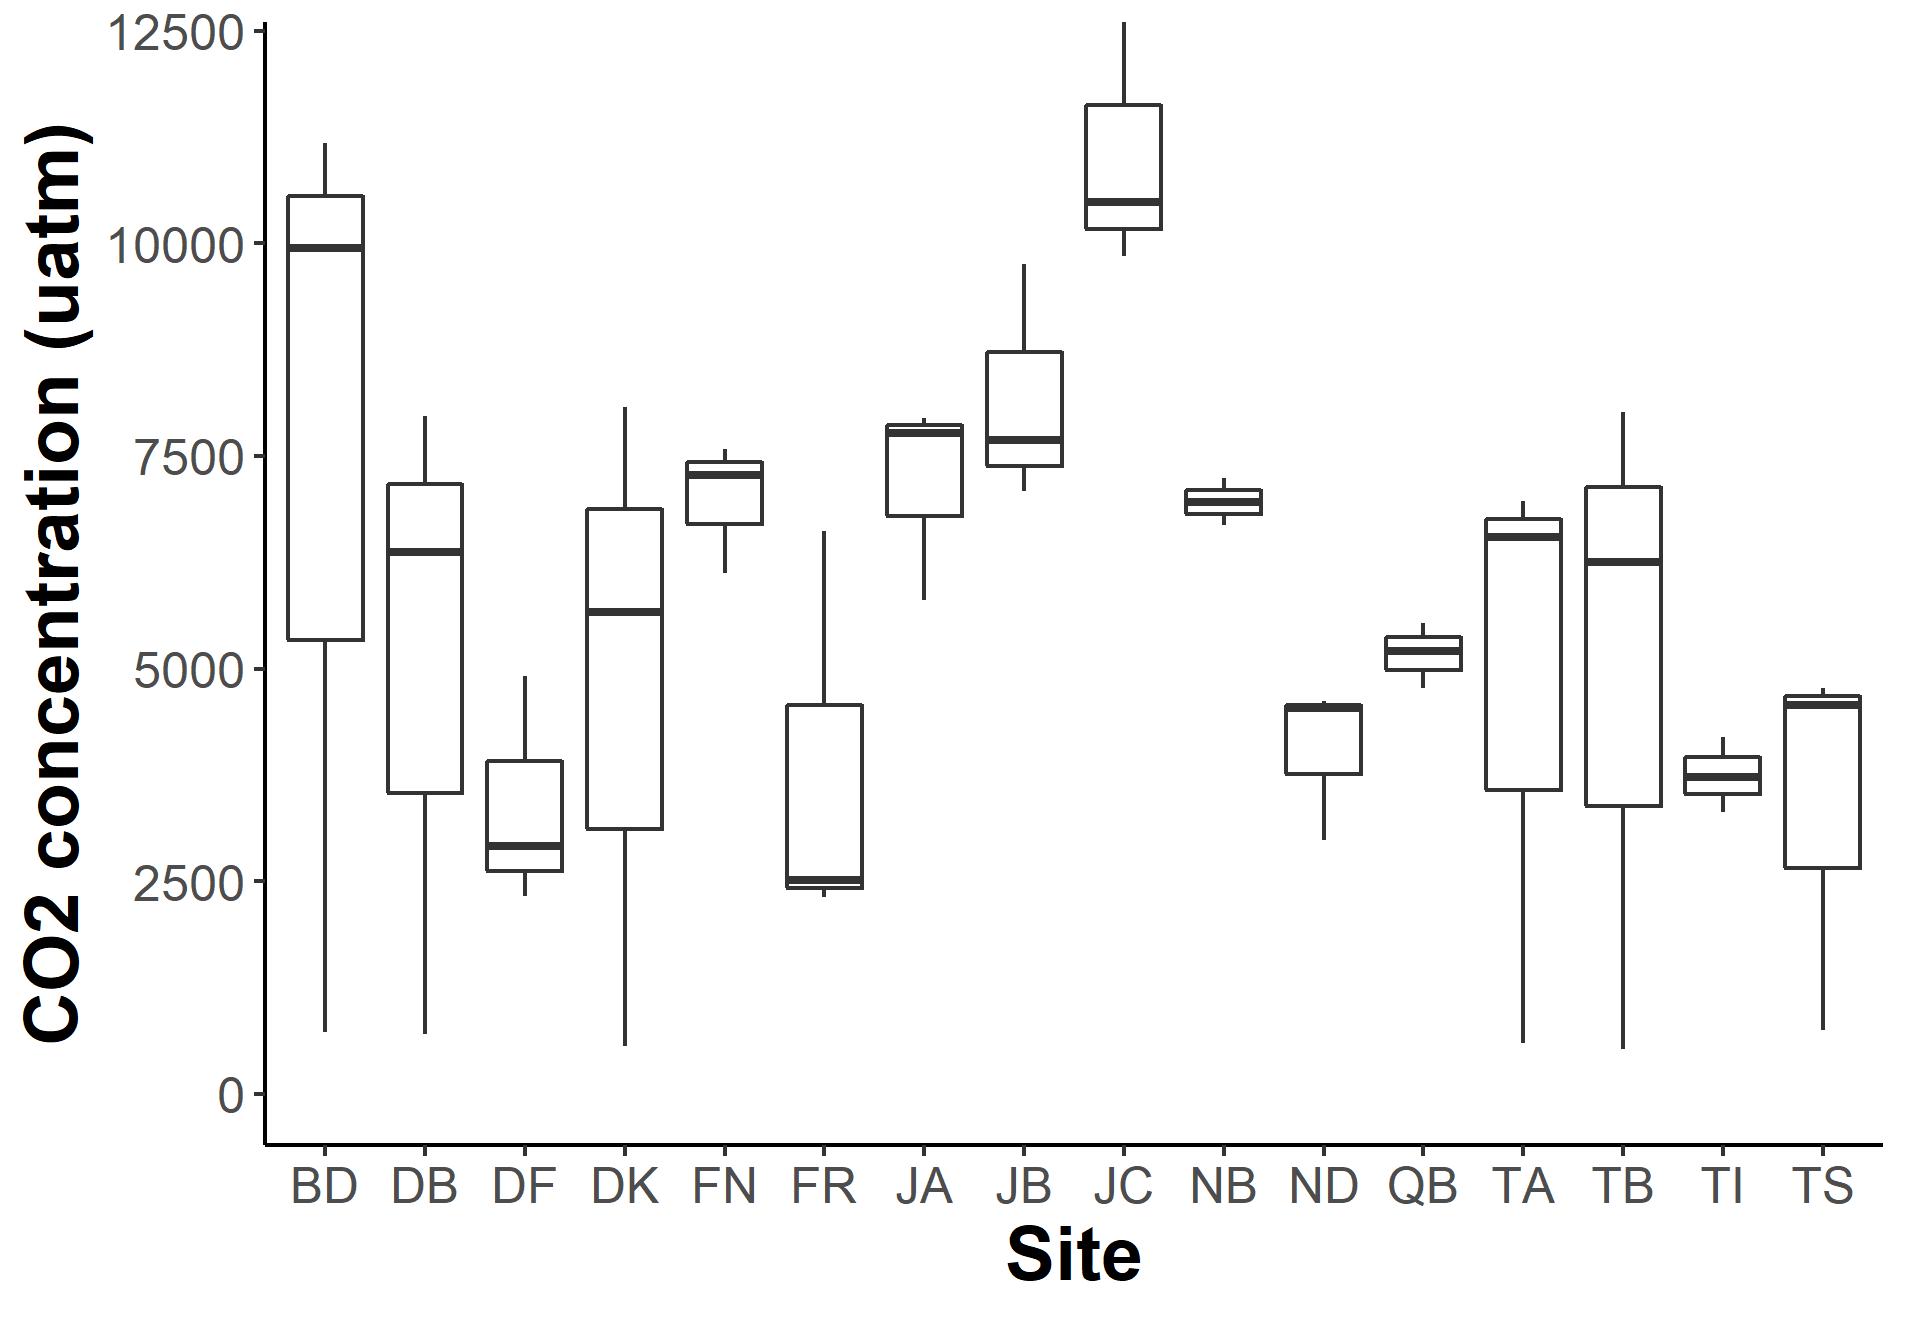 CO2 concentration (uatm)
12500
10000
7500
5000
2500
0
BD DB DF DK FN FR JA JB JC NB ND QB TA TB TI TS
Site